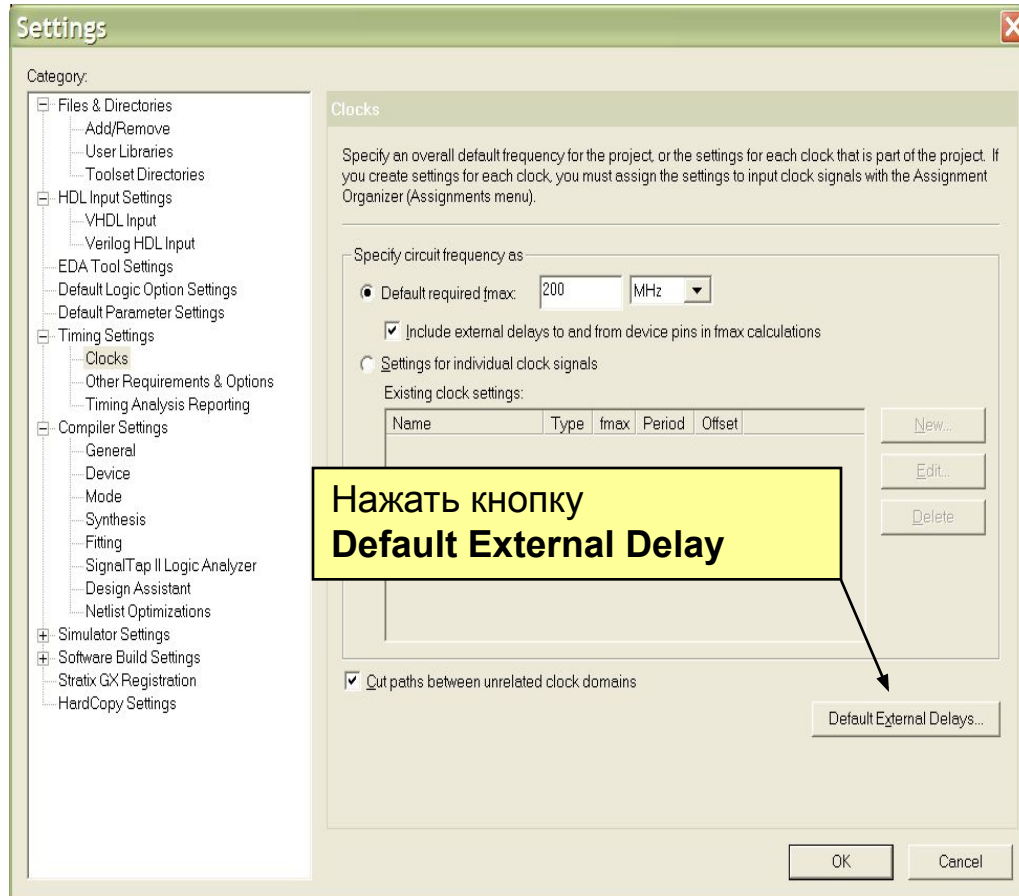 Settings
Category:
Files & Directories
Add/Remove
User Libraries
Toolset Directories
HDL Input Settings
VHDL Input
Verilog HDL Input
EDA Tool Settings
Default Logic Option Settings
Default Parameter Settings
Timing Settings
Clocks
Other Requirements & Options
Timing Analysis Reporting
Compiler Settings
General
Device
Mode
Synthesis
Fitting
SignalTap II Logic Analyzer
Design Assistant
Netlist Optimizations
Simulator Settings
Software Build Settings
Stratix GX Registration
HardCopy Settings
Clocks
Specify an overall default frequency for the project, or the settings for each clock that is part of the project. If
you create settings for each clock, you must assign the settings to input clock signals with the Assignment
Organizer (Assignments menu).
Specify circuit frequency as
Default required fmax: 200 MHz
Include external delays to and from device pins in fmax calculations
Settings for individual clock signals
Existing clock settings:
Name Type fmax Period Offset
New...
Edit...
Delete
Нажать кнопку
Default External Delay
Cut paths between unrelated clock domains
Default External Delays...
OK Cancel